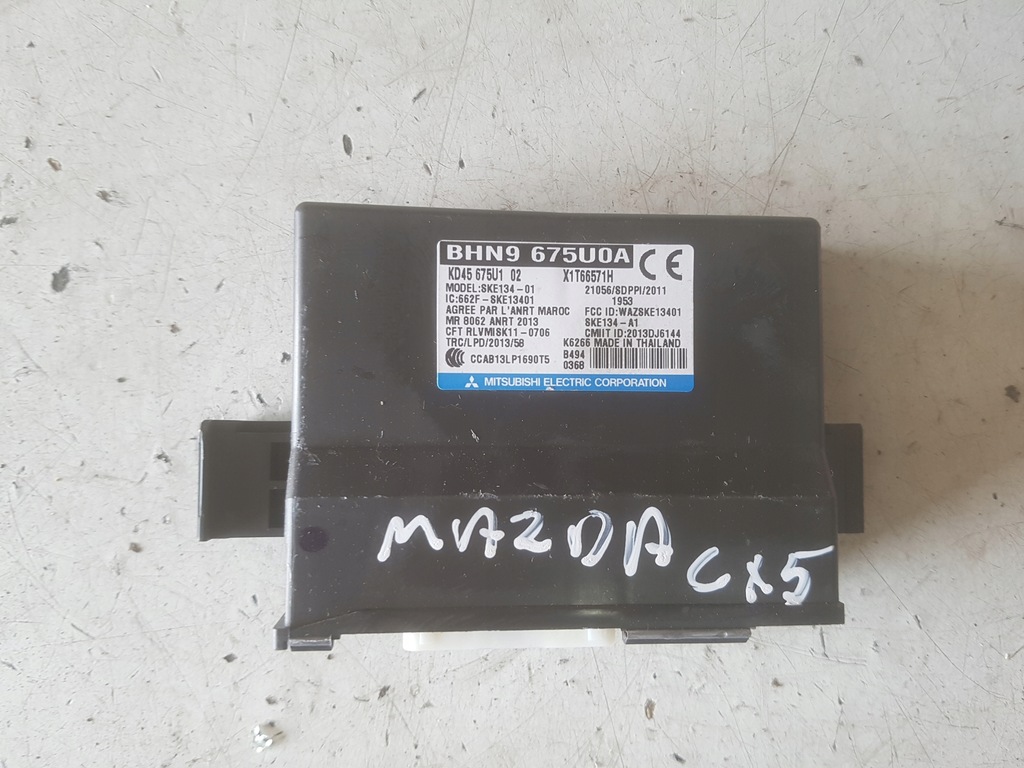 BHN9 675U0A CE
KD45 675U1 02 X1T66571H
MODEL:SKE134-01 21056/SDPPI/2011
IC:662F-SKE13401 1953
AGREE PAR L'ANRT MAROC FCC ID:WAZSKE13401
MR 8062 ANRT 2013 SKE134-A1
CFT RLVMISK11-0706 CMIIT ID:2013DJ6144
TRC/LPD/2013/58 K6266 MADE IN THAILAND
CCC CCAB13LP1690T5 B494
0368
MITSUBISHI ELECTRIC CORPORATION
MAZDA CX5